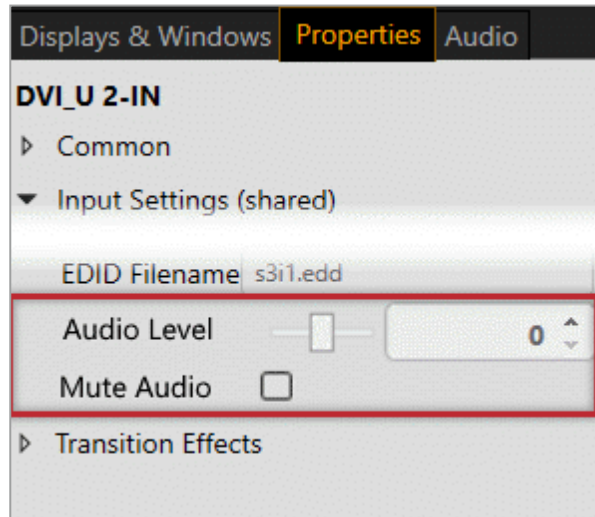 Displays & Windows Properties Audio
DVI_U 2-IN
Common
Input Settings (shared)
EDID Filename s3i1.edd
Audio Level 0
Mute Audio
Transition Effects